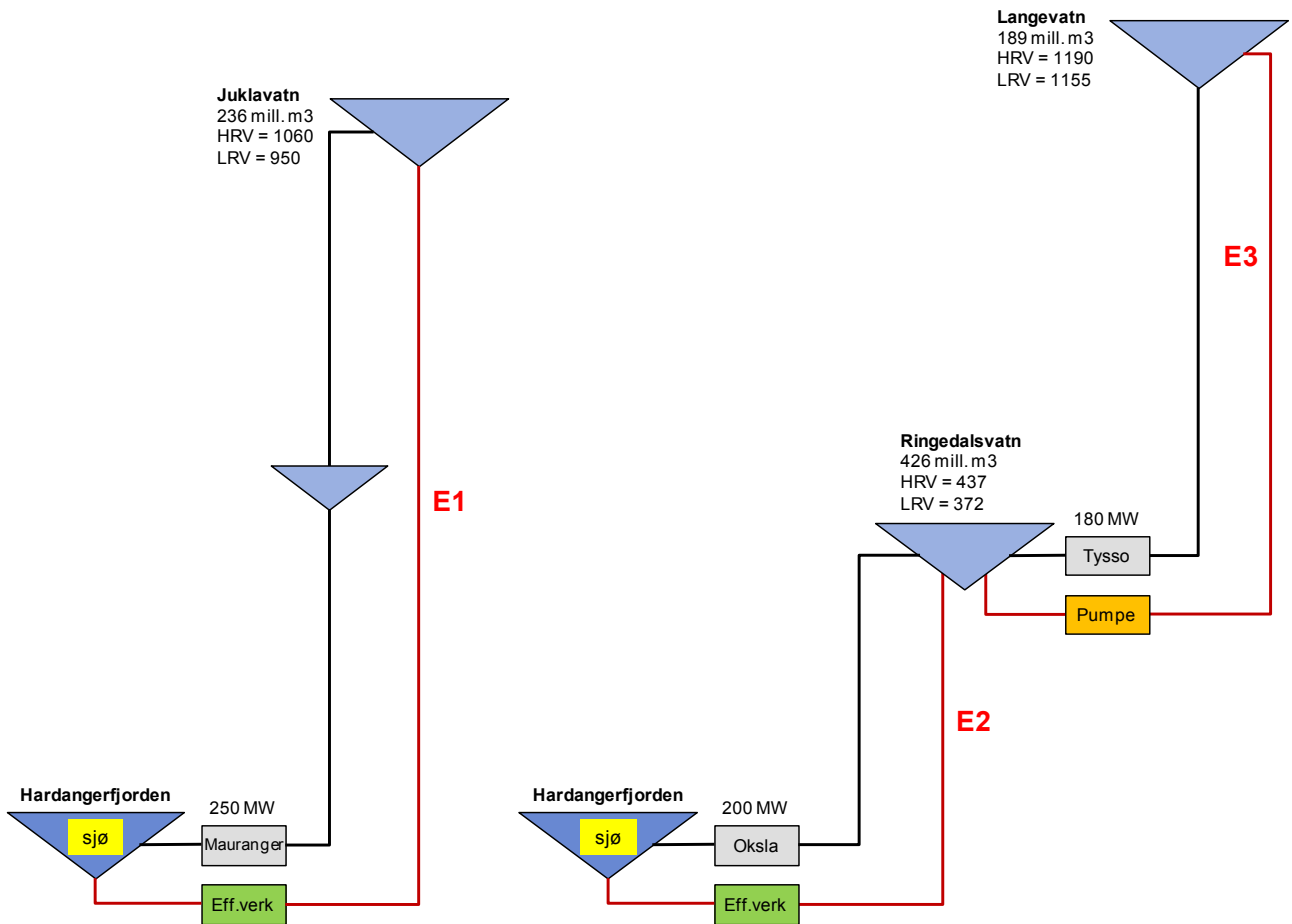 Langevatn
189 mill. m3
HRV = 1190
LRV = 1155
Juklavatn
236 mill. m3
HRV = 1060
LRV = 950
E3
Ringedalsvatn
426 mill. m3
HRV = 437
LRV = 372
E1
180 MW
Tysso
Pumpe
E2
Hardangerfjorden
250 MW
sjø
Mauranger
Eff.verk
Hardangerfjorden
200 MW
sjø
Oksla
Eff.verk